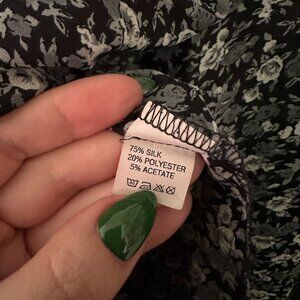 75% SILK
20% POLYESTER
5% ACETATE